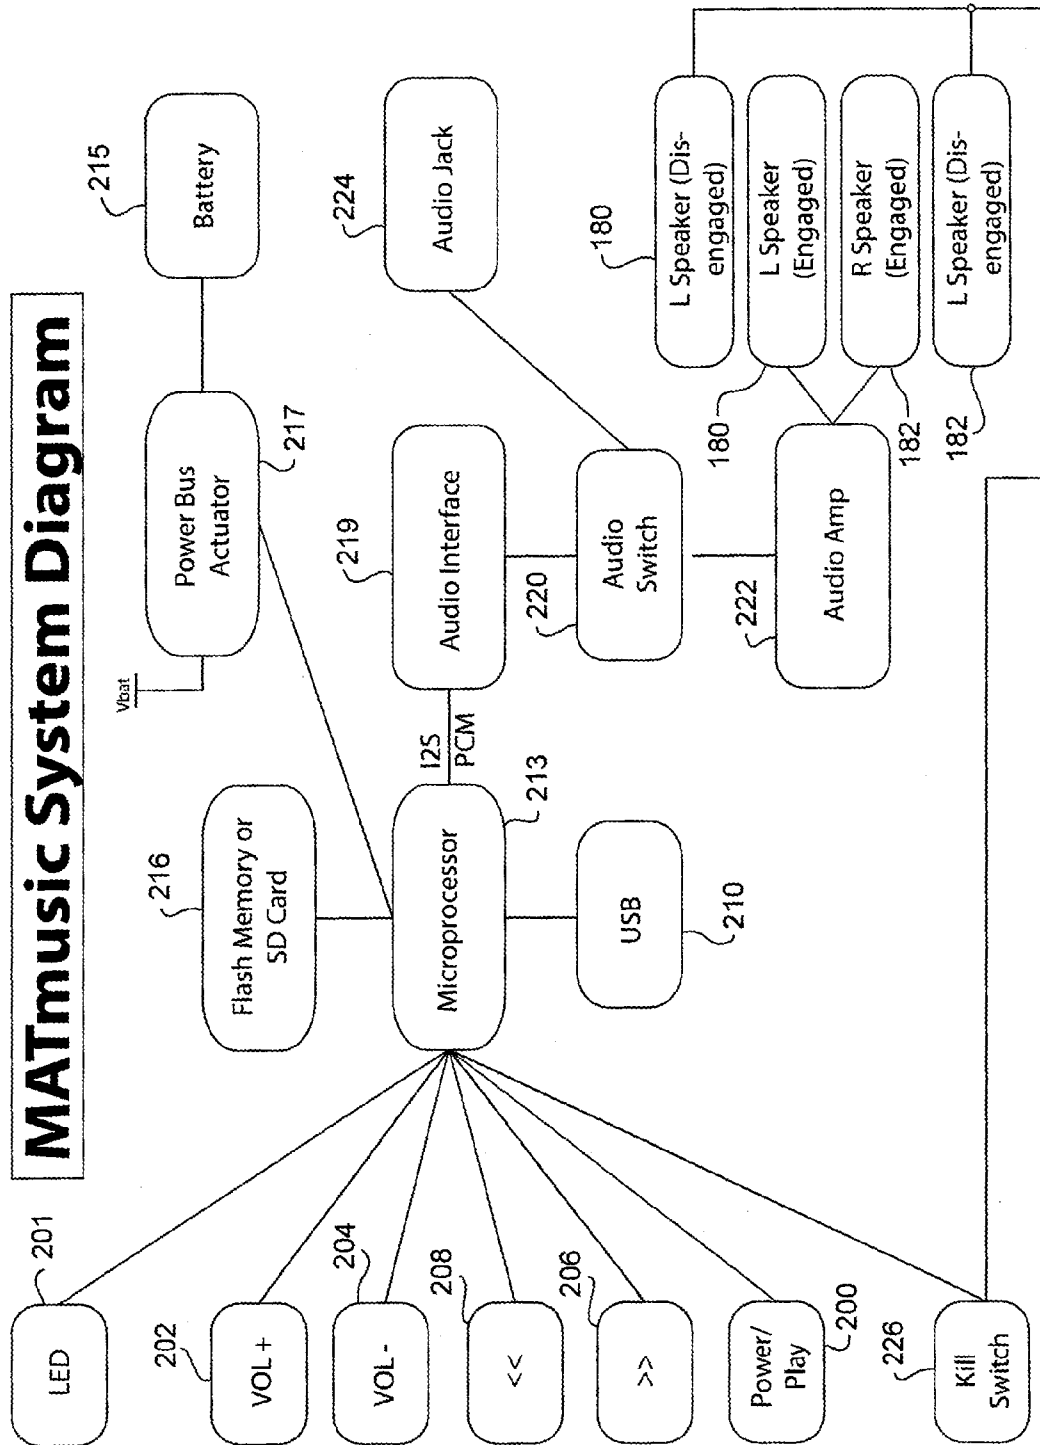 MATmusic System Diagram
LED
201
VOL+
202
VOL-
204
<<
208
>>
206
Power/
Play
200
Kill
Switch
226
Flash Memory or
SD Card
216
Microprocessor
213
USB
210
Vbat
I2S
PCM
Power Bus
Actuator
217
Battery
215
Audio Interface
219
Audio
Switch
220
Audio Amp
222
Audio Jack
224
L Speaker (Dis-
engaged)
180
L Speaker
(Engaged)
180
R Speaker
(Engaged)
182
L Speaker (Dis-
engaged)
182